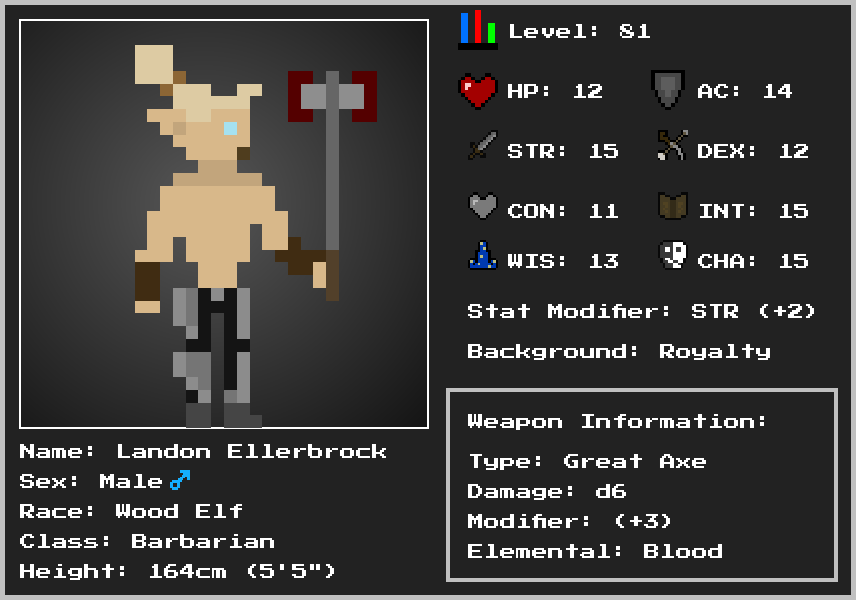 Level: 81
HP: 12 AC: 14
STR: 15 DEX: 12
CON: 11 INT: 15
WIS: 13 CHA: 15
Stat Modifier: STR (+2)
Background: Royalty
Weapon Information:
Type: Great Axe
Damage: d6
Modifier: (+3)
Elemental: Blood
Name: Landon Ellerbrock
Sex: Male ♂
Race: Wood Elf
Class: Barbarian
Height: 164cm (5'5")